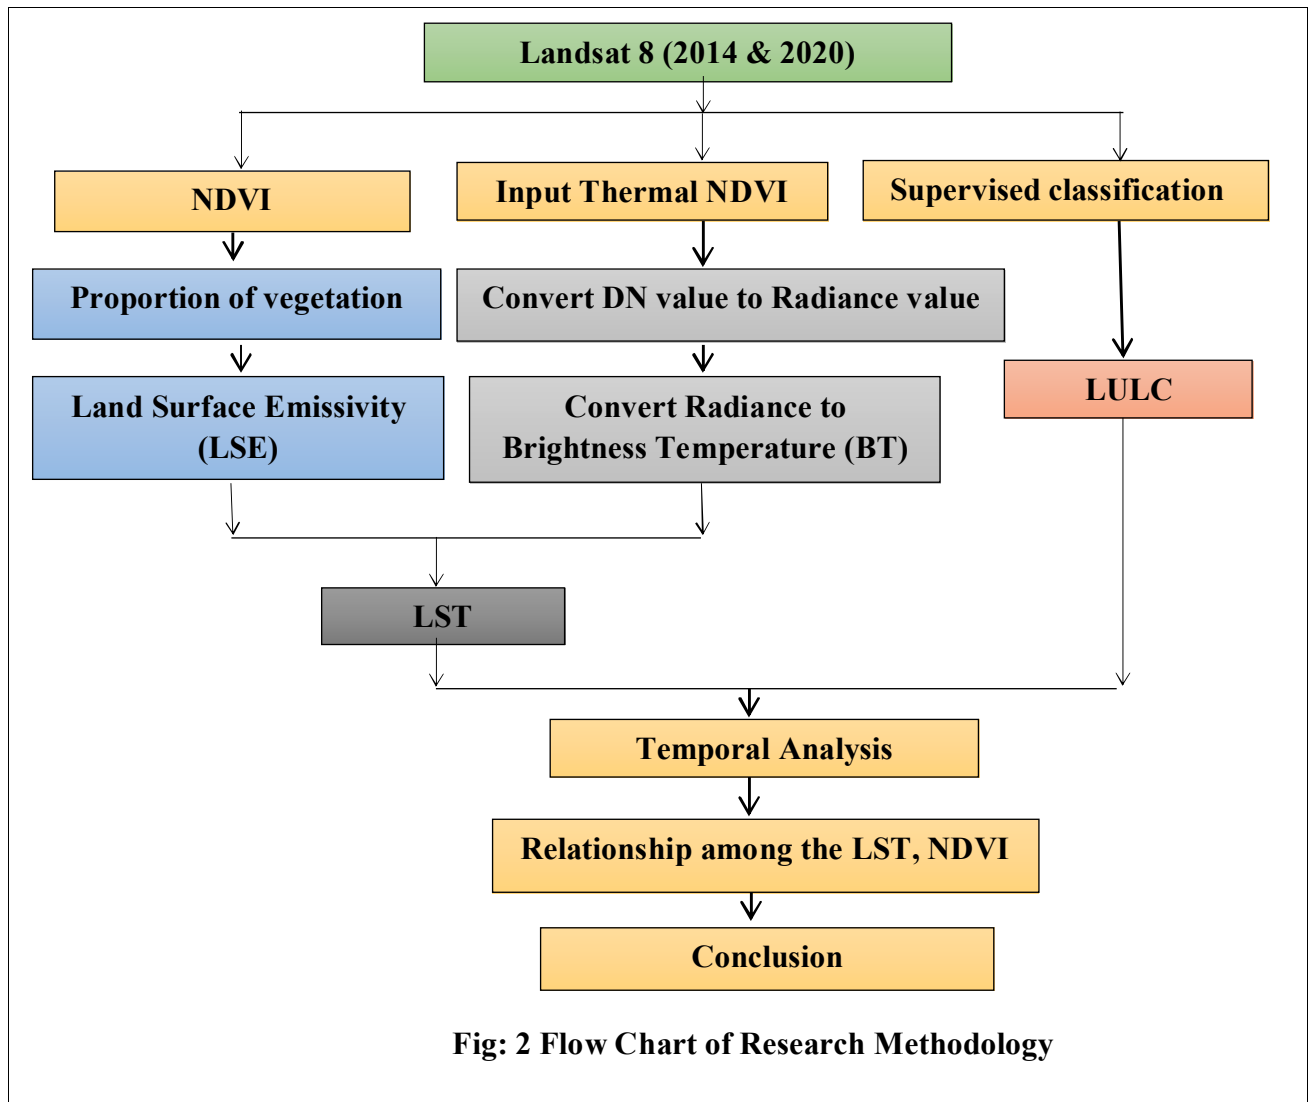 Landsat 8 (2014 & 2020)
NDVI
Input Thermal NDVI
Supervised classification
Proportion of vegetation
Convert DN value to Radiance value
Land Surface Emissivity
(LSE)
Convert Radiance to
Brightness Temperature (BT)
LULC
LST
Temporal Analysis
Relationship among the LST, NDVI
Conclusion
Fig: 2 Flow Chart of Research Methodology